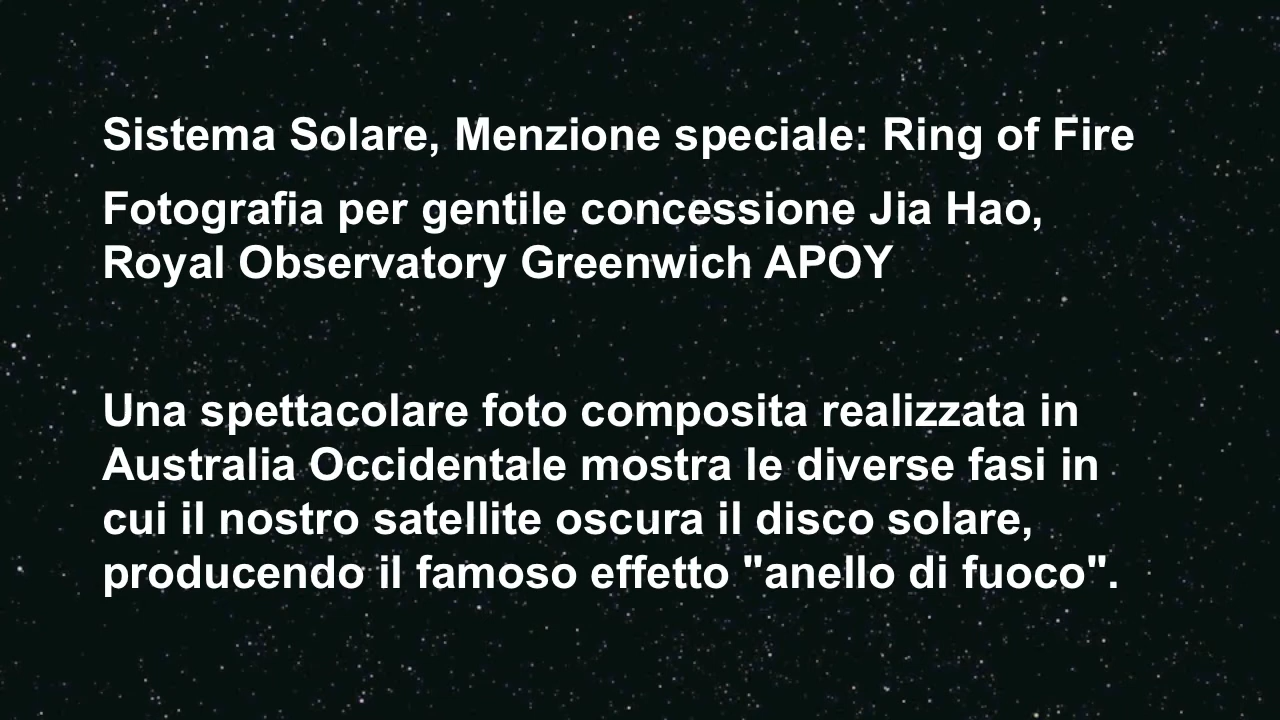 Sistema Solare, Menzione speciale: Ring of Fire
Fotografia per gentile concessione Jia Hao,
Royal Observatory Greenwich APOY
Una spettacolare foto composita realizzata in
Australia Occidentale mostra le diverse fasi in
cui il nostro satellite oscura il disco solare,
producendo il famoso effetto "anello di fuoco".